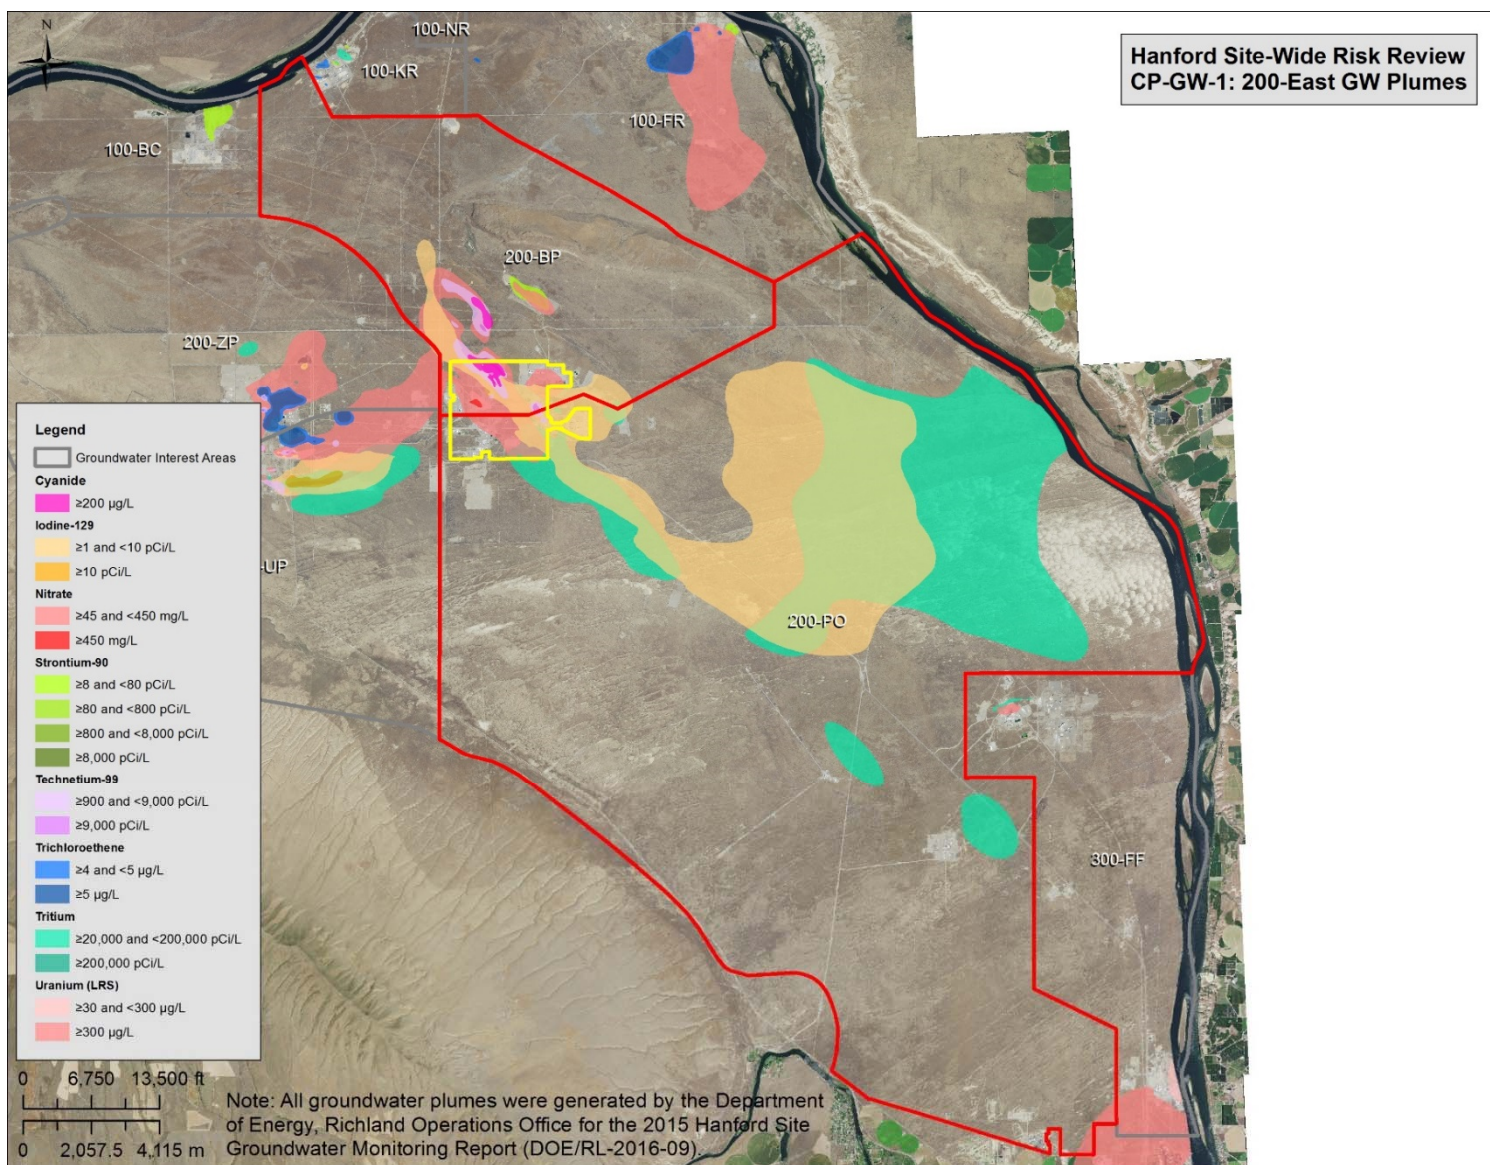 N
100-NR
Hanford Site-Wide Risk Review
CP-GW-1: 200-East GW Plumes
100-KR
100-FR
100-BC
200-BP
200-ZP
Legend
Groundwater Interest Areas
Cyanide
≥200 µg/L
Iodine-129
≥1 and <10 pCi/L
≥10 pCi/L
-UP
Nitrate
≥45 and <450 mg/L
≥450 mg/L
200-PO
Strontium-90
≥8 and <80 pCi/L
≥80 and <800 pCi/L
≥800 and <8,000 pCi/L
≥8,000 pCi/L
Technetium-99
≥900 and <9,000 pCi/L
≥9,000 pCi/L
Trichloroethene
≥4 and <5 µg/L
≥5 µg/L
300-FF
Tritium
≥20,000 and <200,000 pCi/L
≥200,000 pCi/L
Uranium (LRS)
≥30 and <300 µg/L
≥300 µg/L
0 6,750 13,500 ft
0 2,057.5 4,115 m
Note: All groundwater plumes were generated by the Department
of Energy, Richland Operations Office for the 2015 Hanford Site
Groundwater Monitoring Report (DOE/RL-2016-09).